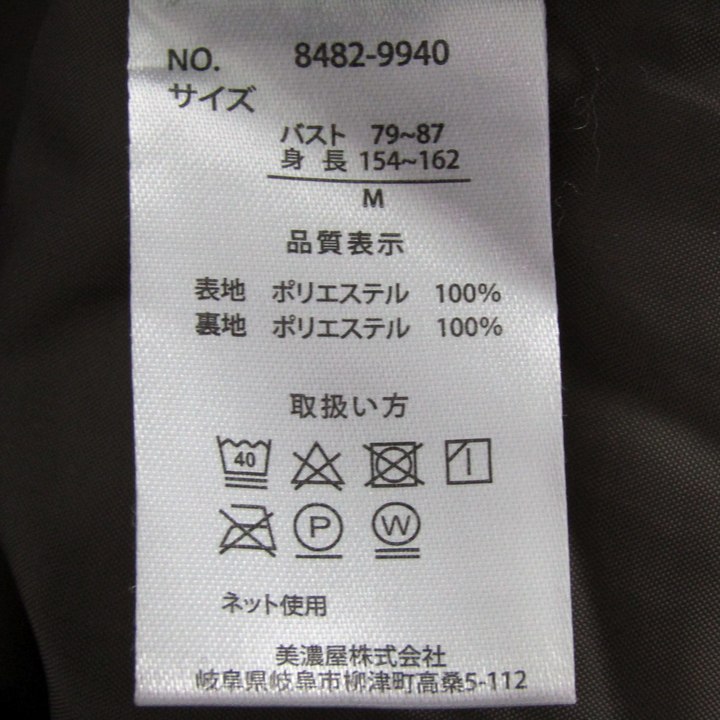 NO. 8482-9940
サイズ
バスト 79~87
身 長 154~162
M
品質表示
表地 ポリエステル 100%
裏地 ポリエステル 100%
取扱い方
40
P W
ネット使用
美濃屋株式会社
岐阜県岐阜市柳津町高桑5-112